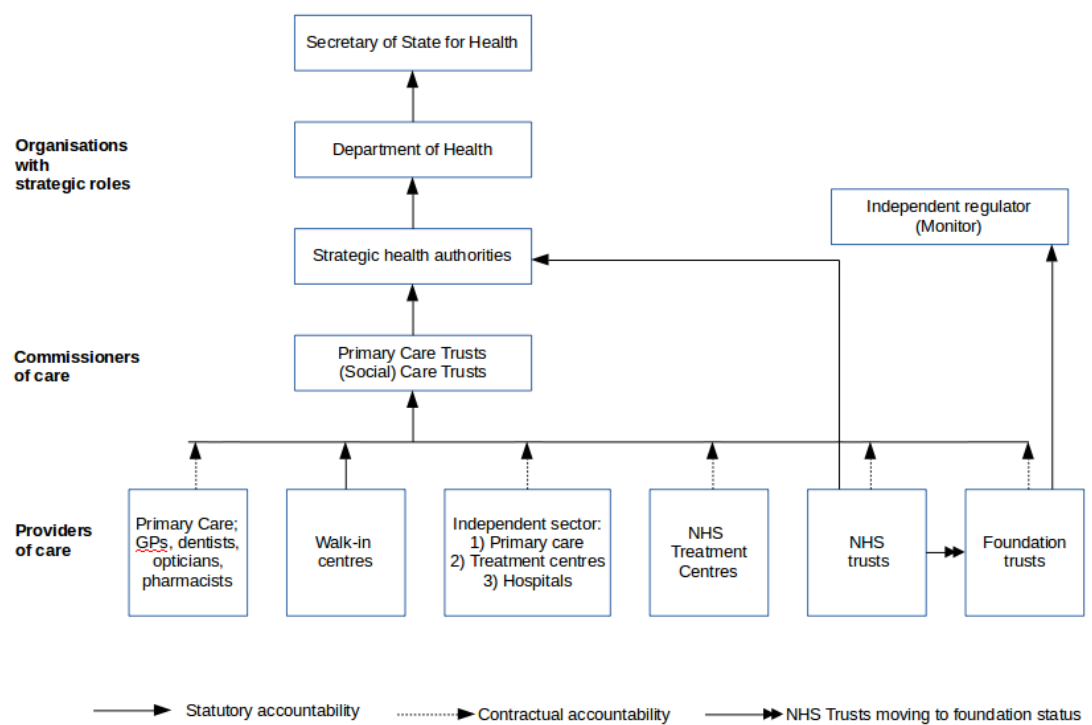 Secretary of State for Health
Organisations
with
strategic roles
Department of Health
Independent regulator
(Monitor)
Strategic health authorities
Commissioners
of care
Primary Care Trusts
(Social) Care Trusts
Providers
of care
Primary Care;
GPs, dentists,
opticians,
pharmacists
Walk-in
centres
Independent sector:
1) Primary care
2) Treatment centres
3) Hospitals
NHS
Treatment
Centres
NHS
trusts
Foundation
trusts
Statutory accountability
Contractual accountability
NHS Trusts moving to foundation status